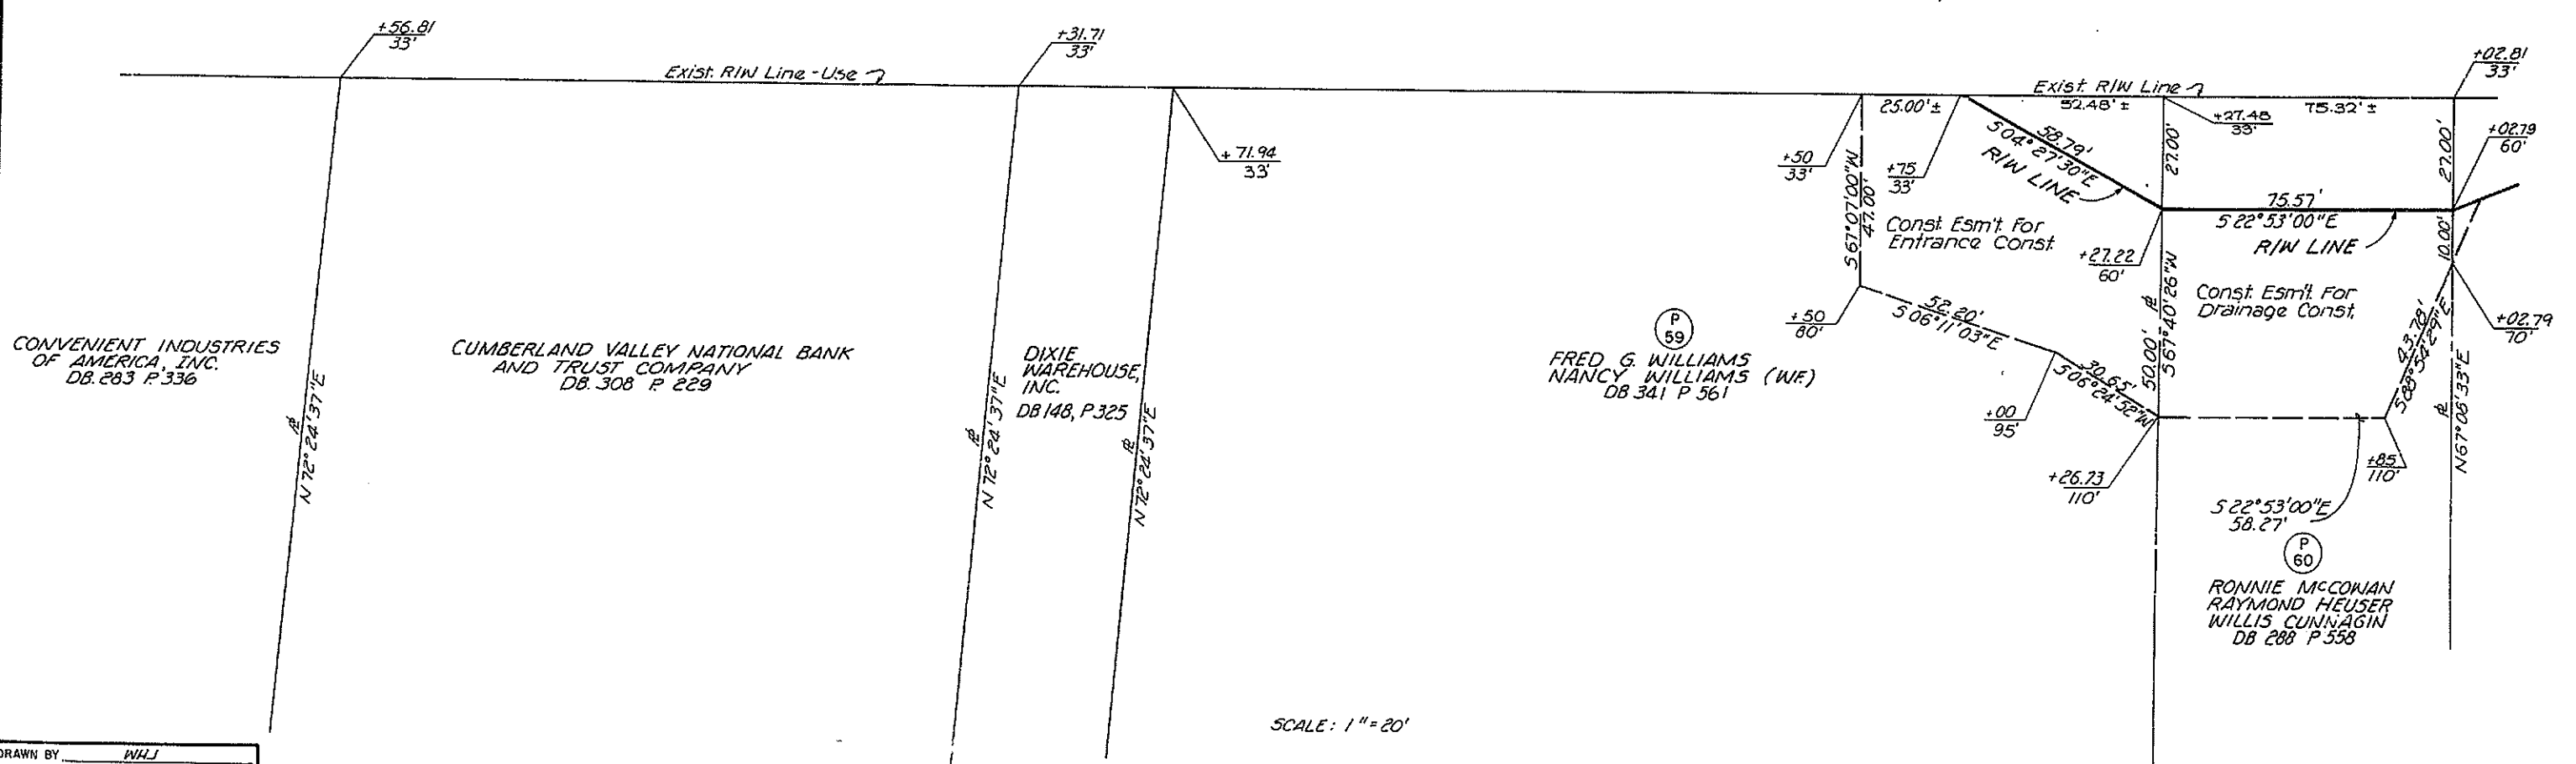 +56.81
33'
Exist. R/W Line - Use
+31.71
33'
+71.94
33'
Exist. R/W Line
+02.81
33'
25.00'±
52.48'±
75.32'±
+27.48
33'
+50
33'
+75
33'
58.79'
S 04° 27'30"E
R/W LINE
27.00'
27.00'
+02.79
60'
S 67° 07'00"W
47.00'
Const. Esm't. For
Entrance Const.
75.57'
S 22° 53'00"E
R/W LINE
+27.22
60'
10.00'
Const. Esm't. For
Drainage Const.
+02.79
70'
+50
80'
52.20'
S 06° 11'03"E
30.65'
S 06° 24'52"W
50.00'
S 67° 40'26"W
43.78'
S 88° 54'29"E
N 67° 06'33"E
+00
95'
+26.73
110'
+85
110'
S 22° 53'00"E
58.27'
CONVENIENT INDUSTRIES
OF AMERICA, INC.
DB. 283 P. 336
N 72° 24'37"E
CUMBERLAND VALLEY NATIONAL BANK
AND TRUST COMPANY
DB. 308 P. 229
N 72° 24'37"E
DIXIE
WAREHOUSE,
INC.
DB 148, P 325
N 72° 24'37"E
P
59
FRED G. WILLIAMS
NANCY WILLIAMS (WF.)
DB 341 P 561
P
60
RONNIE McCOWAN
RAYMOND HEUSER
WILLIS CUNNAGIN
DB 288 P 558
SCALE: 1" = 20'
DRAWN BY WHJ